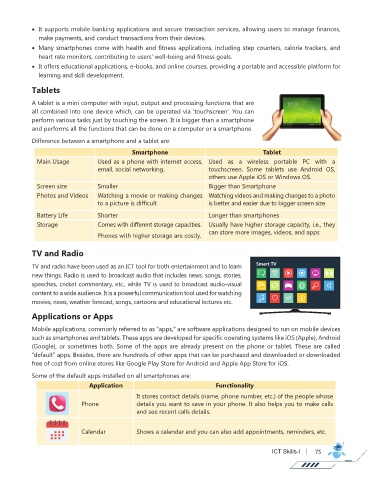 • It supports mobile banking applications and secure transaction services, allowing users to manage finances,
make payments, and conduct transactions from their devices.
• Many smartphones come with health and fitness applications, including step counters, calorie trackers, and
heart rate monitors, contributing to users' well-being and fitness goals.
• It offers educational applications, e-books, and online courses, providing a portable and accessible platform for
learning and skill development.
Tablets
A tablet is a mini computer with input, output and processing functions that are
all combined into one device which, can be operated via 'touchscreen'. You can
perform various tasks just by touching the screen. It is bigger than a smartphone
and performs all the functions that can be done on a computer or a smartphone.
Difference between a smartphone and a tablet are:
Smartphone Tablet
Main Usage Used as a phone with internet access, Used as a wireless portable PC with a
email, social networking. touchscreen. Some tablets use Android OS,
others use Apple iOS or Windows OS.
Screen size Smaller Bigger than Smartphone
Photos and Videos Watching a movie or making changes Watching videos and making changes to a photo
to a picture is difficult is better and easier due to bigger screen size
Battery Life Shorter Longer than smartphones
Storage Comes with different storage capacities. Usually have higher storage capacity, i.e., they
Phones with higher storage are costly. can store more images, videos, and apps
TV and Radio
TV and radio have been used as an ICT tool for both entertainment and to learn
new things. Radio is used to broadcast audio that includes news, songs, stories,
speeches, cricket commentary, etc., while TV is used to broadcast audio-visual
content to a wide audience. It is a powerful communication tool used for watching
movies, news, weather forecast, songs, cartoons and educational lectures etc.
Smart TV
Applications or Apps
Mobile applications, commonly referred to as "apps," are software applications designed to run on mobile devices
such as smartphones and tablets. These apps are developed for specific operating systems like iOS (Apple), Android
(Google), or sometimes both. Some of the apps are already present on the phone or tablet. These are called
"default" apps. Besides, there are hundreds of other apps that can be purchased and downloaded or downloaded
free of cost from online stores like Google Play Store for Android and Apple App Store for iOS.
Some of the default apps installed on all smartphones are:
Application Functionality
It stores contact details (name, phone number, etc.) of the people whose
Phone details you want to save in your phone. It also helps you to make calls
and see recent calls details.
Calendar Shows a calendar and you can also add appointments, reminders, etc.
ICT Skills-I 75